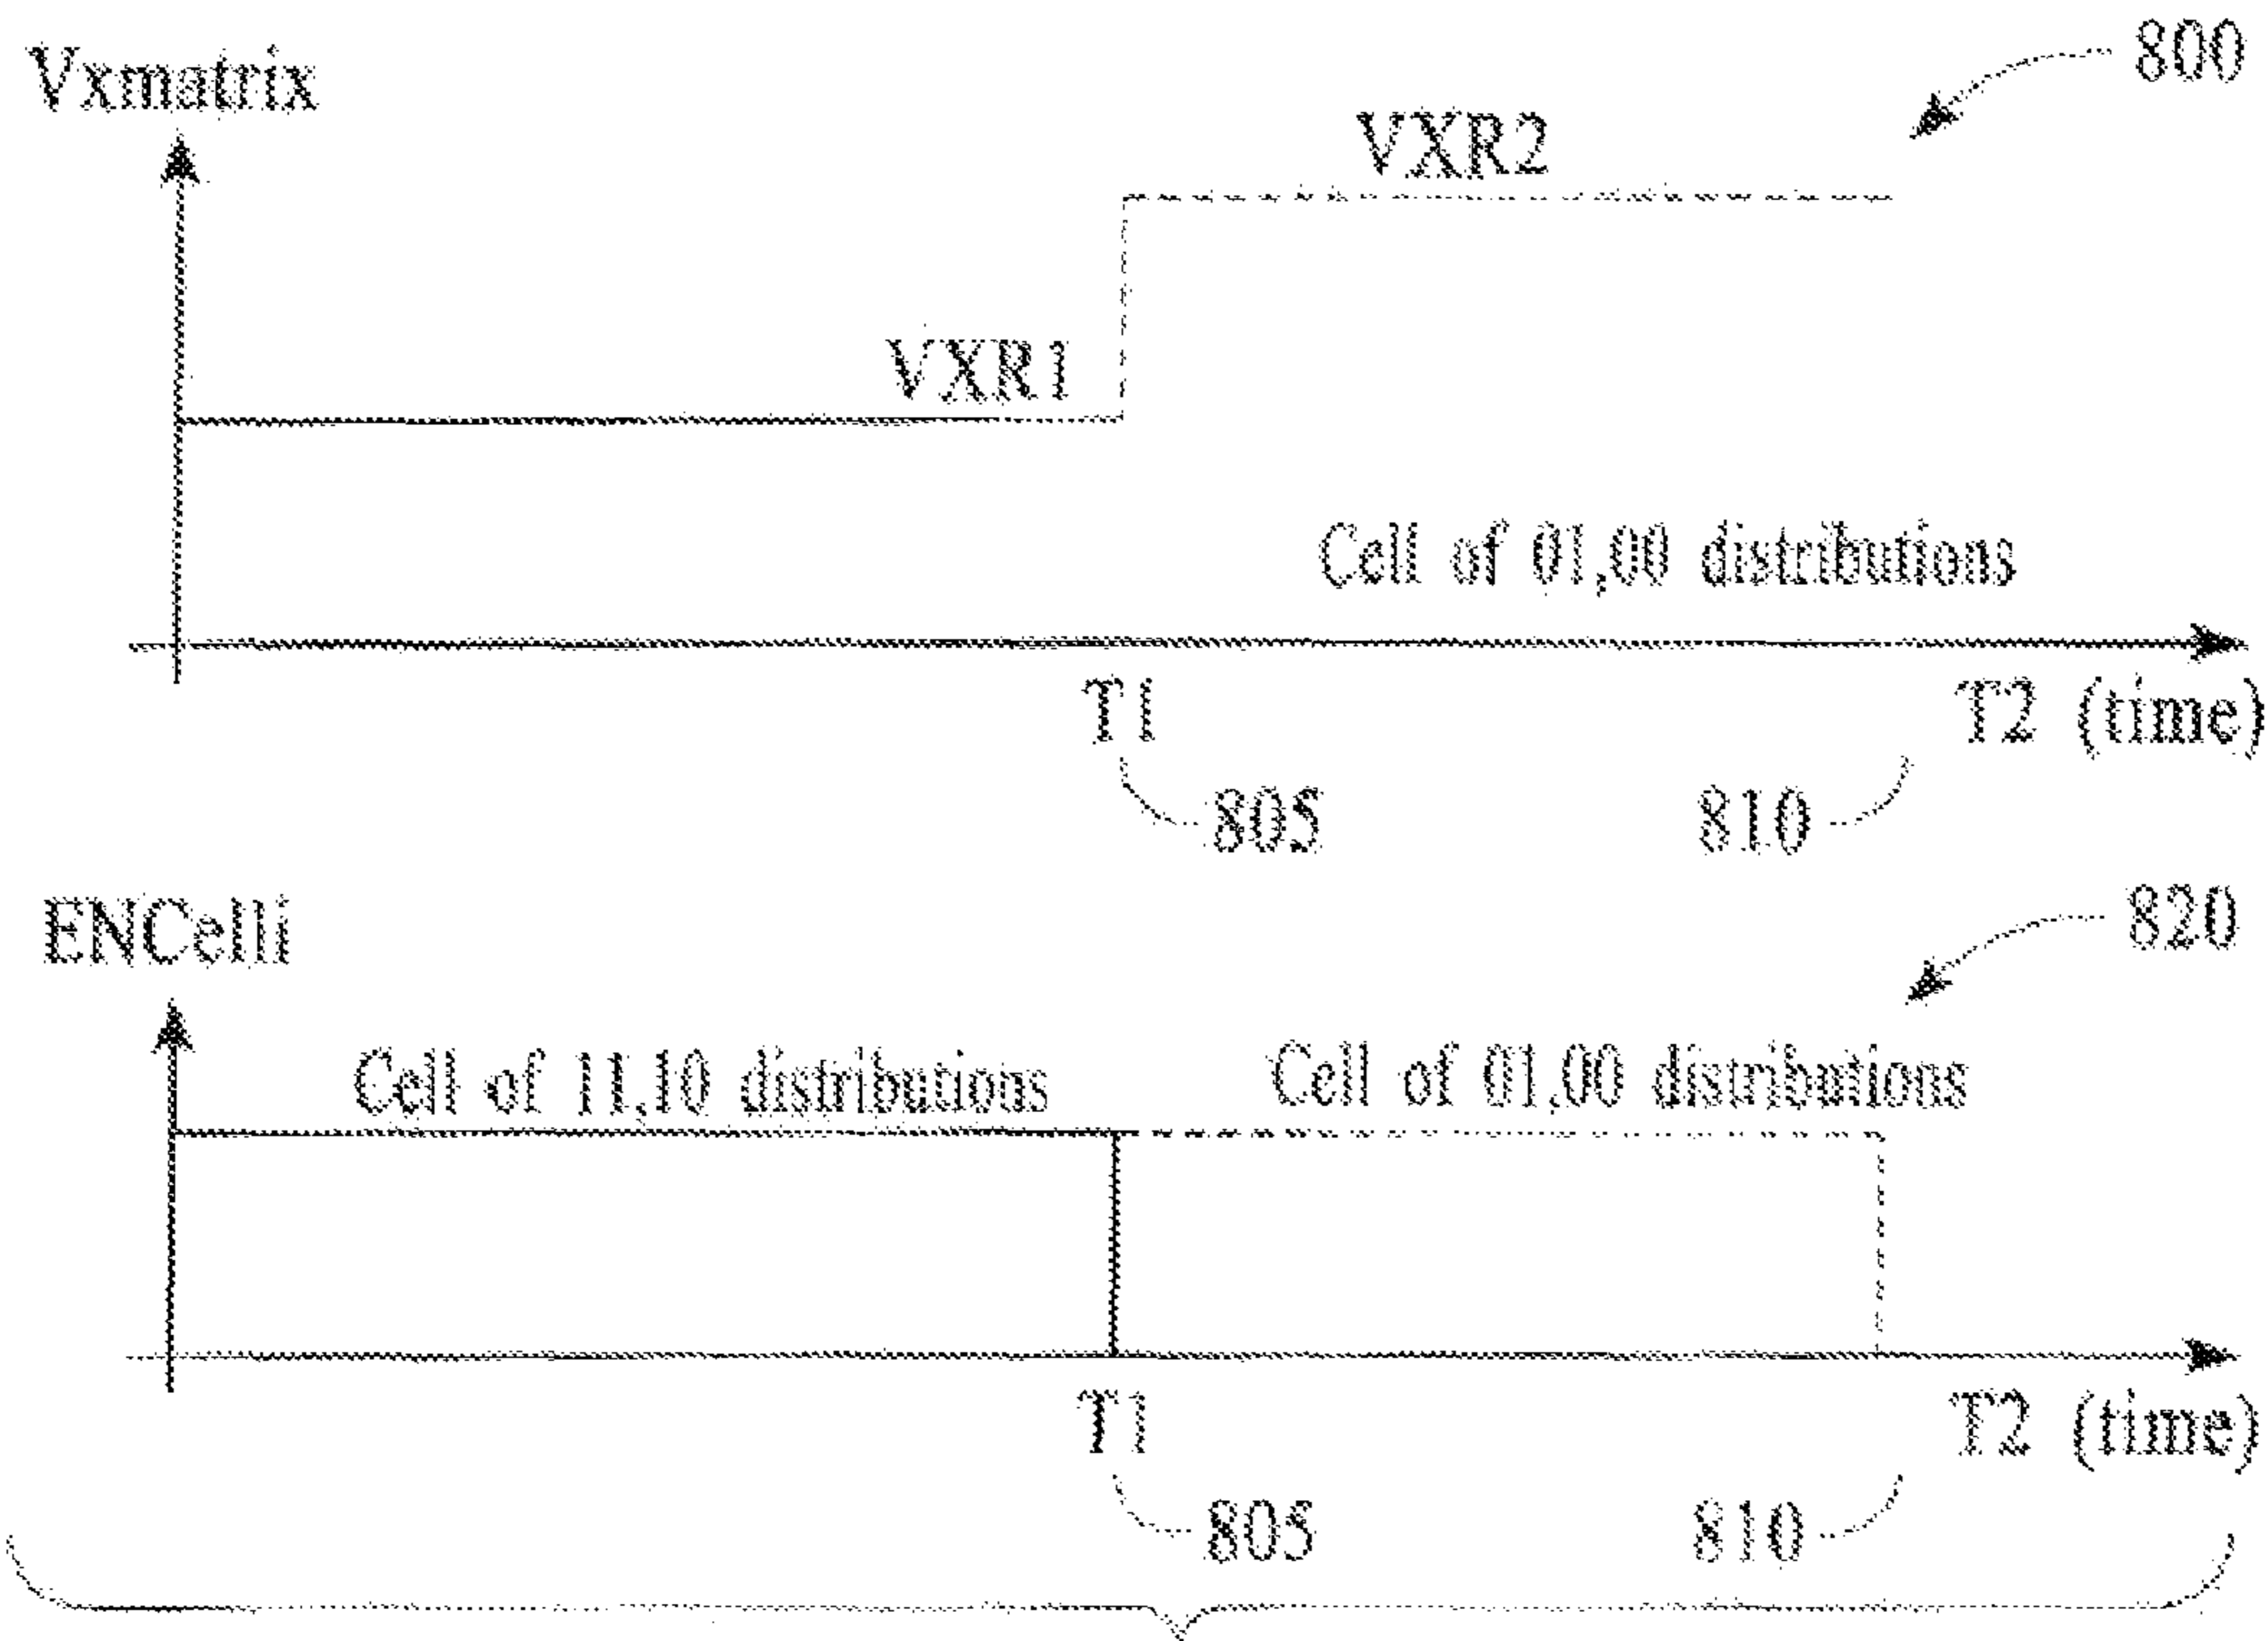 Vxmatrix
800
VXR2
VXR1
Cell of 01,00 distributions
T1
T2 (time)
805
810
ENCelli
820
Cell of 11,10 distributions
Cell of 01,00 distributions
T1
T2 (time)
805
810